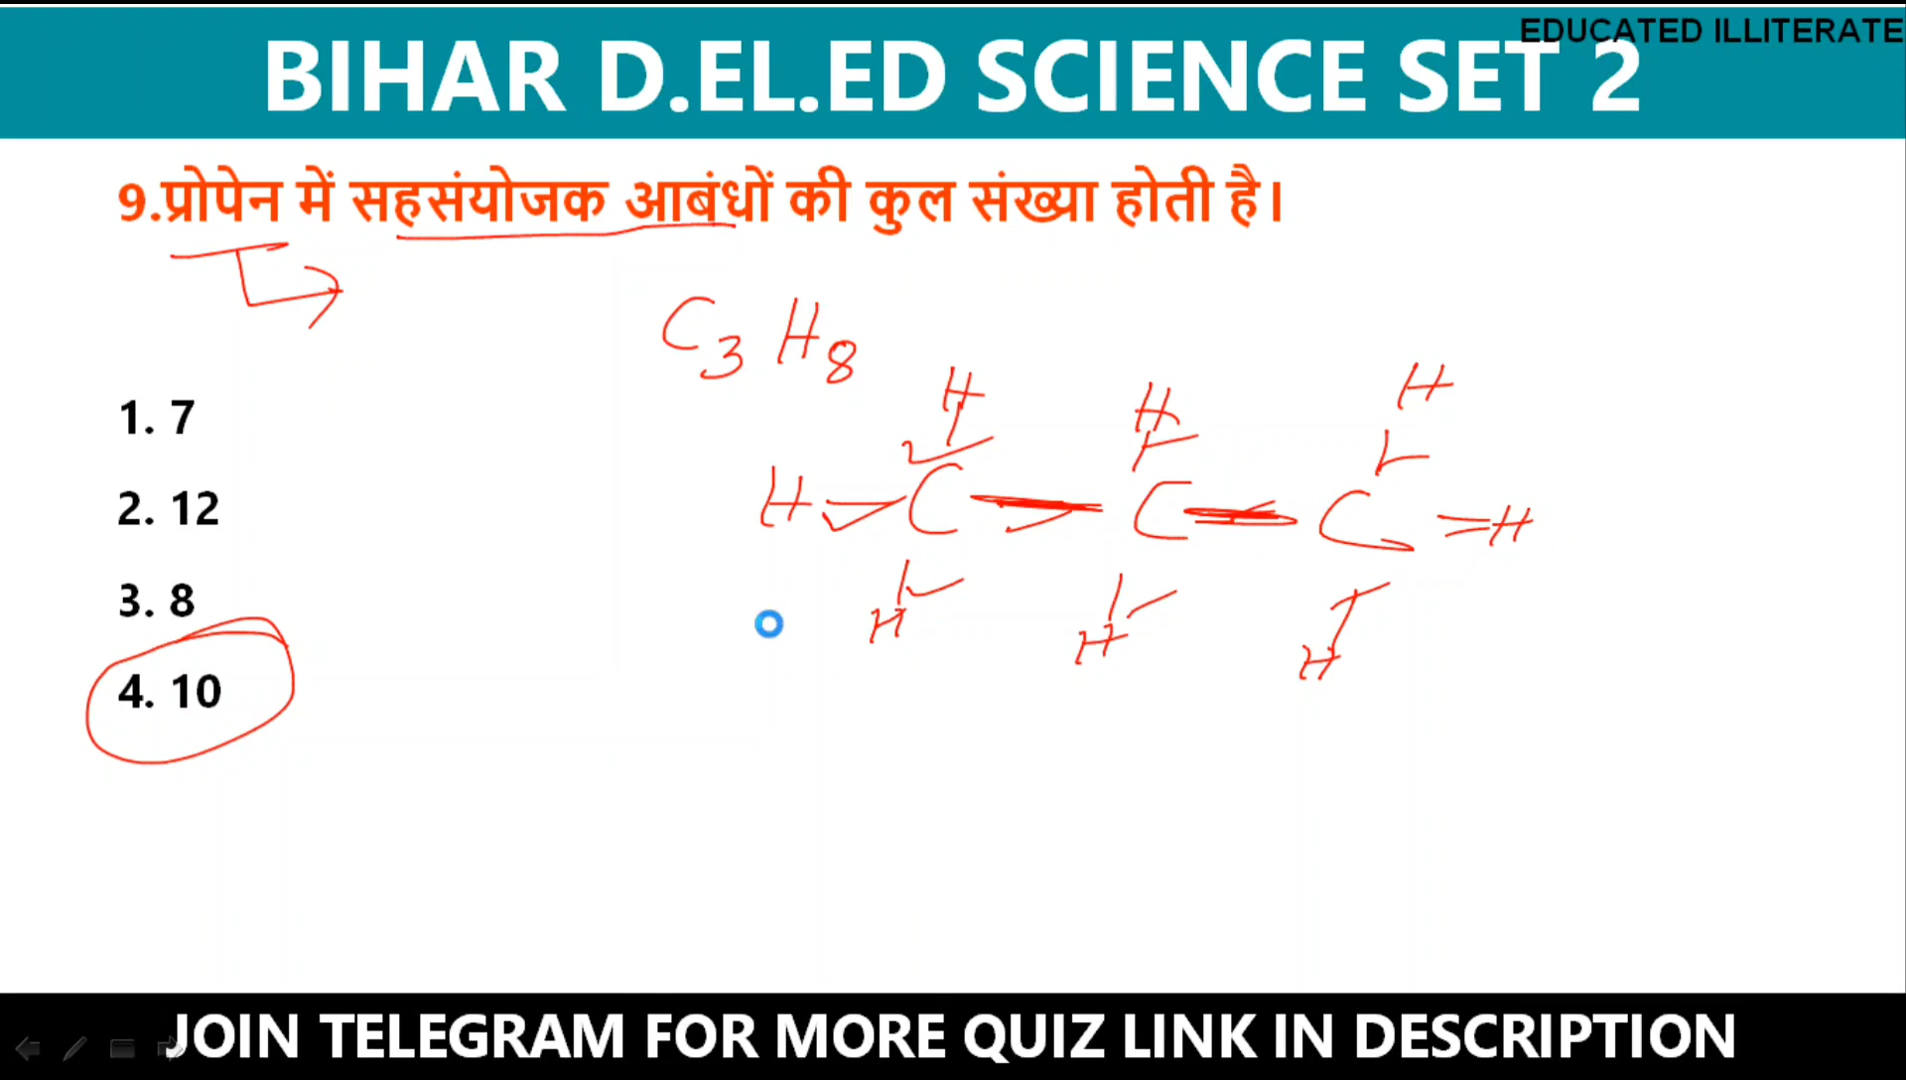 EDUCATED ILLITERATE
BIHAR D.EL.ED SCIENCE SET 2
9.प्रोपेन में सहसंयोजक आबंधों की कुल संख्या होती है।
C3H8
1. 7
2. 12
3. 8
4. 10
H H H
H C C C H
H H H
JOIN TELEGRAM FOR MORE QUIZ LINK IN DESCRIPTION